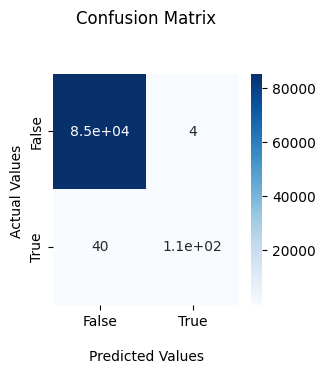 Confusion Matrix
80000
8.5e+04 4
False
60000
Actual Values
40000
40 1.1e+02
True
20000
False True
Predicted Values